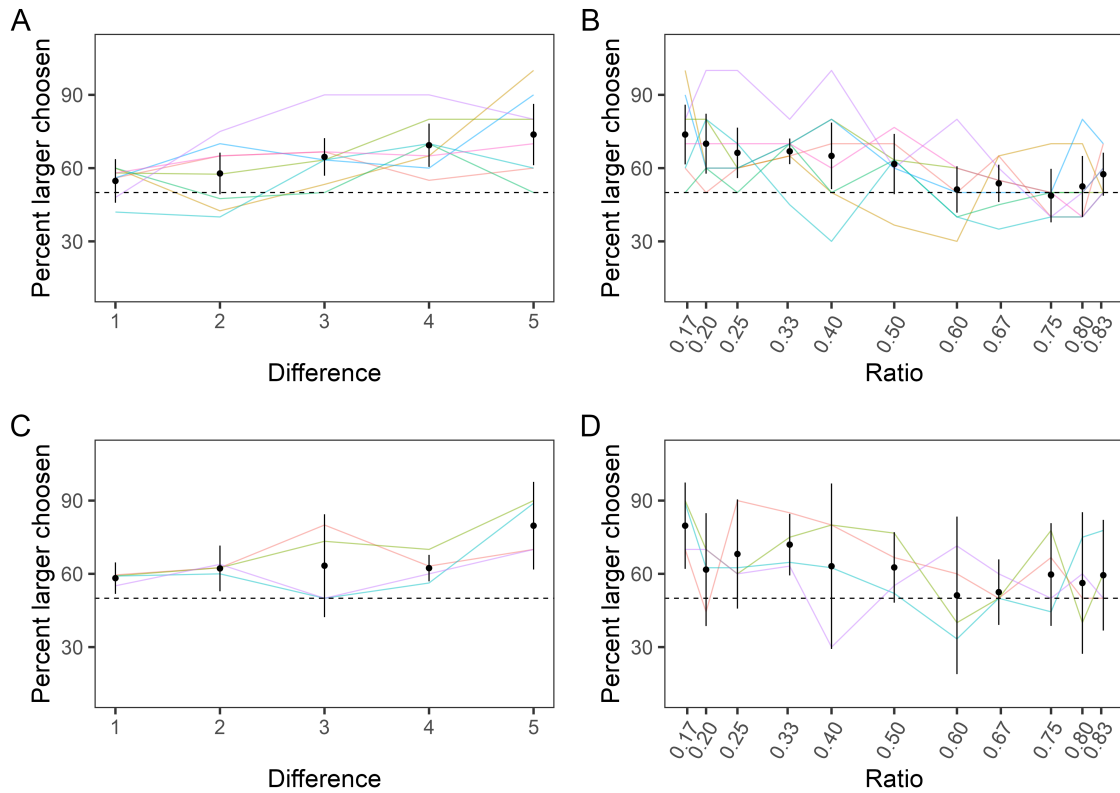 A
Percent larger choosen
90
60
30
1 2 3 4 5
Difference
B
Percent larger choosen
90
60
30
0.17 0.20 0.25 0.33 0.40 0.50 0.60 0.67 0.75 0.80 0.83
Ratio
C
Percent larger choosen
90
60
30
1 2 3 4 5
Difference
D
Percent larger choosen
90
60
30
0.17 0.20 0.25 0.33 0.40 0.50 0.60 0.67 0.75 0.80 0.83
Ratio